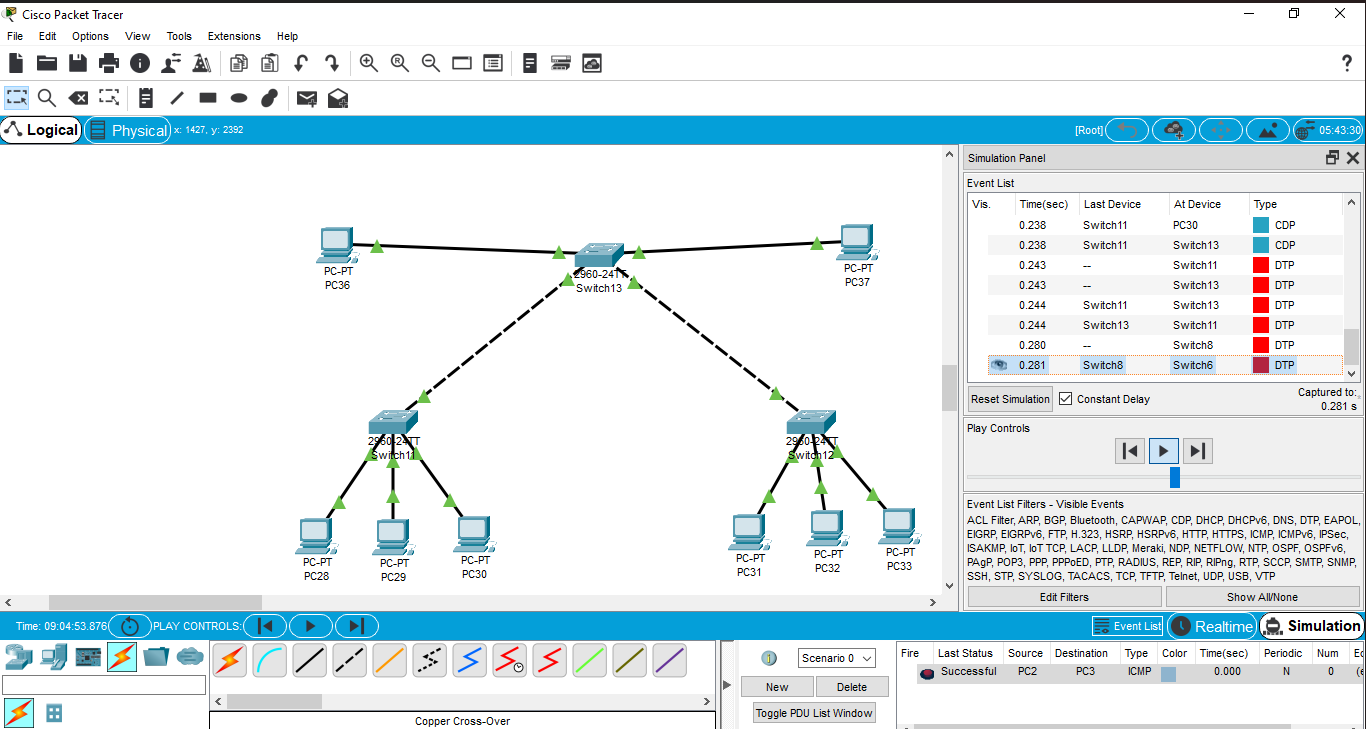 Cisco Packet Tracer
File Edit Options View Tools Extensions Help
Logical Physical x: 1427, y: 2392 [Root] 05:43:30
PC-PT
PC36
2960-24TT
Switch13
PC-PT
PC37
2960-24TT
Switch11
2960-24TT
Switch12
PC-PT
PC28
PC-PT
PC29
PC-PT
PC30
PC-PT
PC31
PC-PT
PC32
PC-PT
PC33
Simulation Panel
Event List
Vis. Time(sec) Last Device At Device Type
0.238 Switch11 PC30 CDP
0.238 Switch11 Switch13 CDP
0.243 -- Switch11 DTP
0.243 -- Switch13 DTP
0.244 Switch11 Switch13 DTP
0.244 Switch13 Switch11 DTP
0.280 -- Switch8 DTP
0.281 Switch8 Switch6 DTP
Reset Simulation Constant Delay Captured to:
0.281 s
Play Controls
Event List Filters - Visible Events
ACL Filter, ARP, BGP, Bluetooth, CAPWAP, CDP, DHCP, DHCPv6, DNS, DTP, EAPOL,
EIGRP, EIGRPv6, FTP, H.323, HSRP, HSRPv6, HTTP, HTTPS, ICMP, ICMPv6, IPSec,
ISAKMP, IoT, IoT TCP, LACP, LLDP, Meraki, NDP, NETFLOW, NTP, OSPF, OSPFv6,
PAgP, POP3, PPP, PPPoED, PTP, RADIUS, REP, RIP, RIPng, RTP, SCCP, SMTP, SNMP,
SSH, STP, SYSLOG, TACACS, TCP, TFTP, Telnet, UDP, USB, VTP
Edit Filters Show All/None
Time: 09:04:53.876 PLAY CONTROLS: Event List Realtime Simulation
Copper Cross-Over
Scenario 0
New Delete
Toggle PDU List Window
Fire Last Status Source Destination Type Color Time(sec) Periodic Num Ec
Successful PC2 PC3 ICMP 0.000 N 0 (e